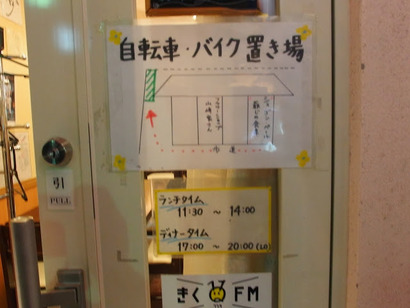 自転車・バイク置き場
引
PULL
ランチタイム
11:30 ～ 14:00
ディナータイム
17:00 ～ 20:00(LO)
きく FM